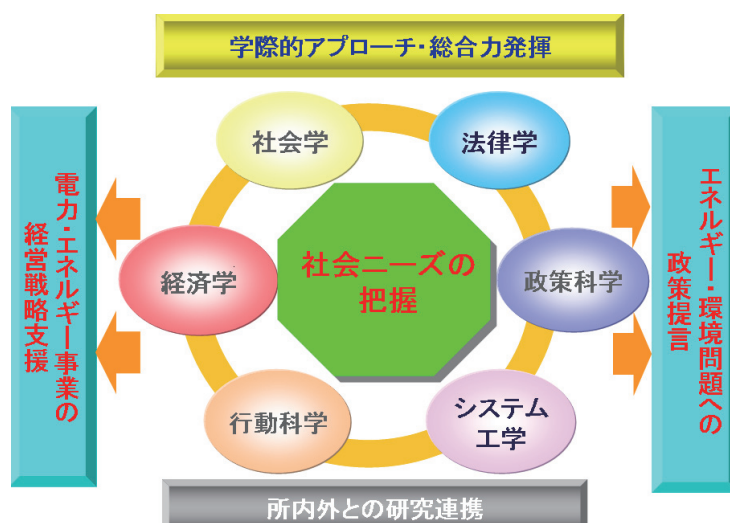 学際的アプローチ・総合力発揮
社会学
法律学
電力・エネルギー事業の
経営戦略支援
経済学
社会ニーズの
把握
政策科学
エネルギー・環境問題への
政策提言
行動科学
システム
工学
所内外との研究連携